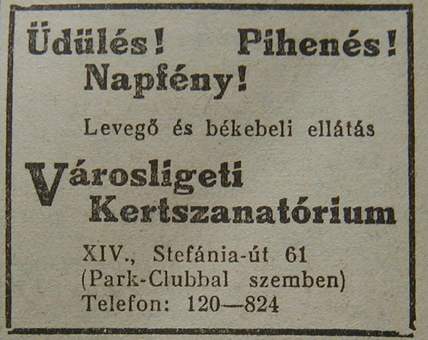 Üdülés! Pihenés!
Napfény!
Levegő és békebeli ellátás
Városligeti
Kertszanatórium
XIV., Stefánia-út 61
(Park-Clubbal szemben)
Telefon: 120—824